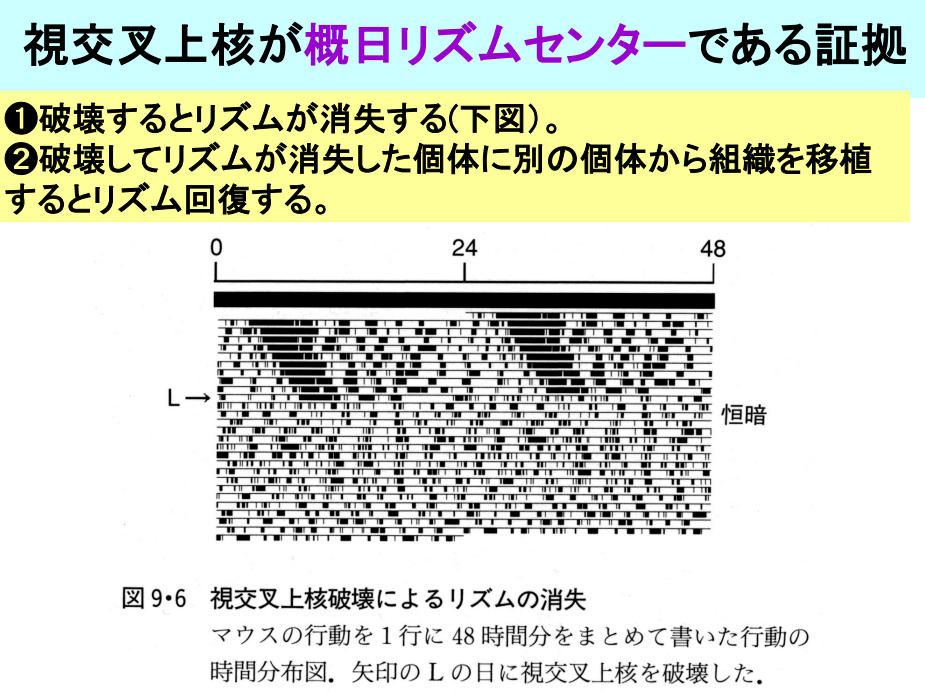 視交叉上核が概日リズムセンターである証拠
❶破壊するとリズムが消失する(下図)。
❷破壊してリズムが消失した個体に別の個体から組織を移植
するとリズム回復する。
0 24 48
L→
恒暗
図9・6 視交叉上核破壊によるリズムの消失
マウスの行動を1行に48時間分をまとめて書いた行動の
時間分布図．矢印のLの日に視交叉上核を破壊した．